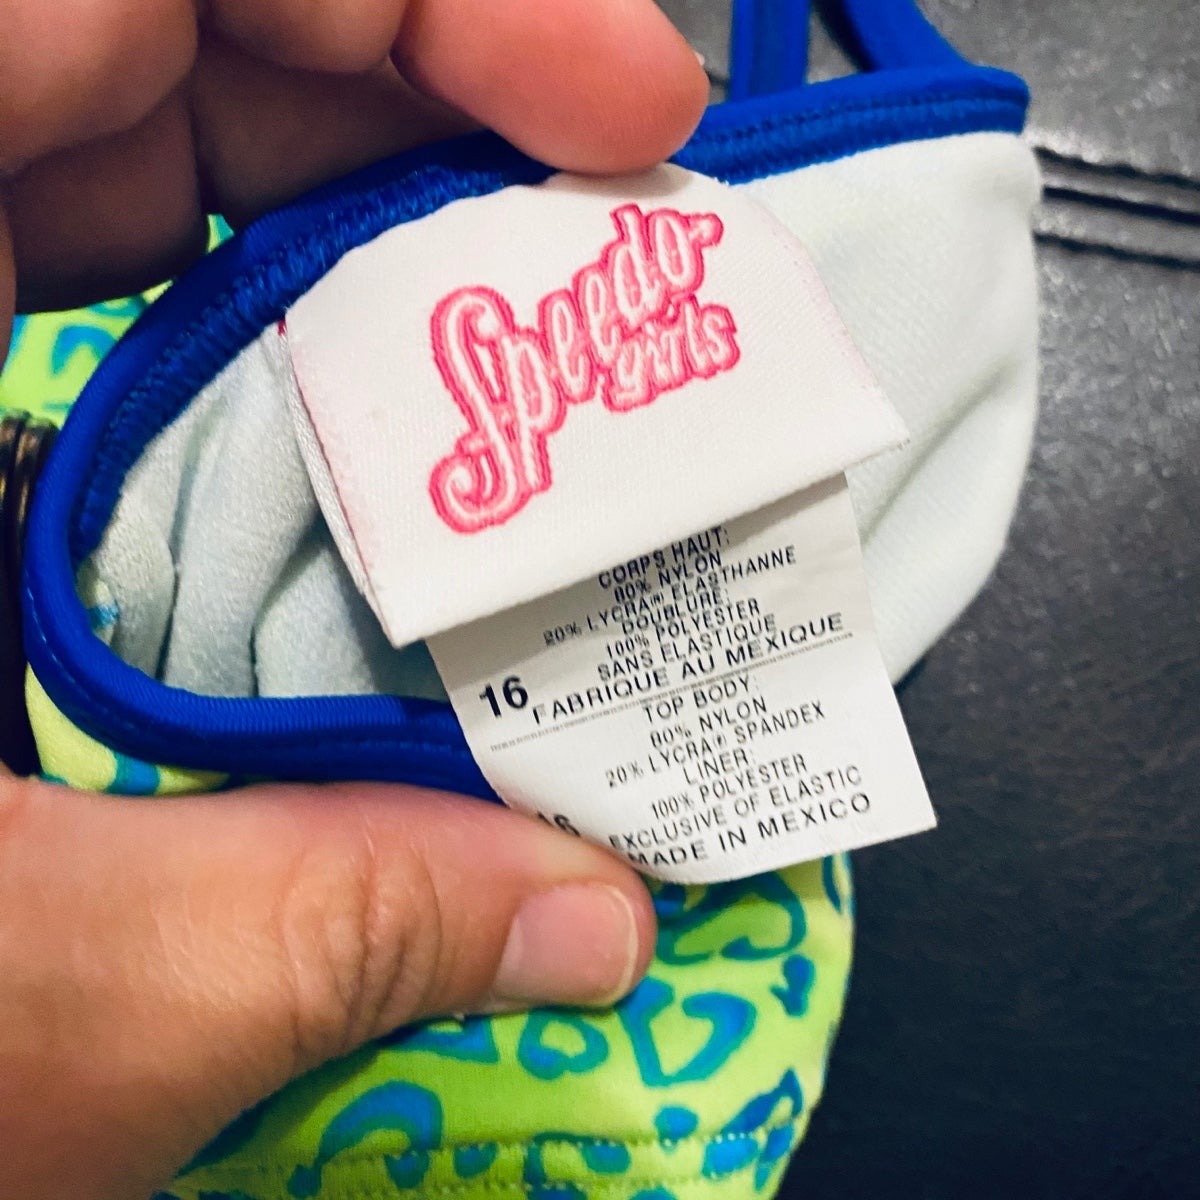 Speedo
girls
CORPS HAUT:
80% NYLON
20% LYCRA® ELASTHANNE
DOUBLURE:
100% POLYESTER
SANS ELASTIQUE
16 FABRIQUE AU MEXIQUE
TOP BODY:
80% NYLON
20% LYCRA® SPANDEX
LINER:
100% POLYESTER
EXCLUSIVE OF ELASTIC
16 MADE IN MEXICO